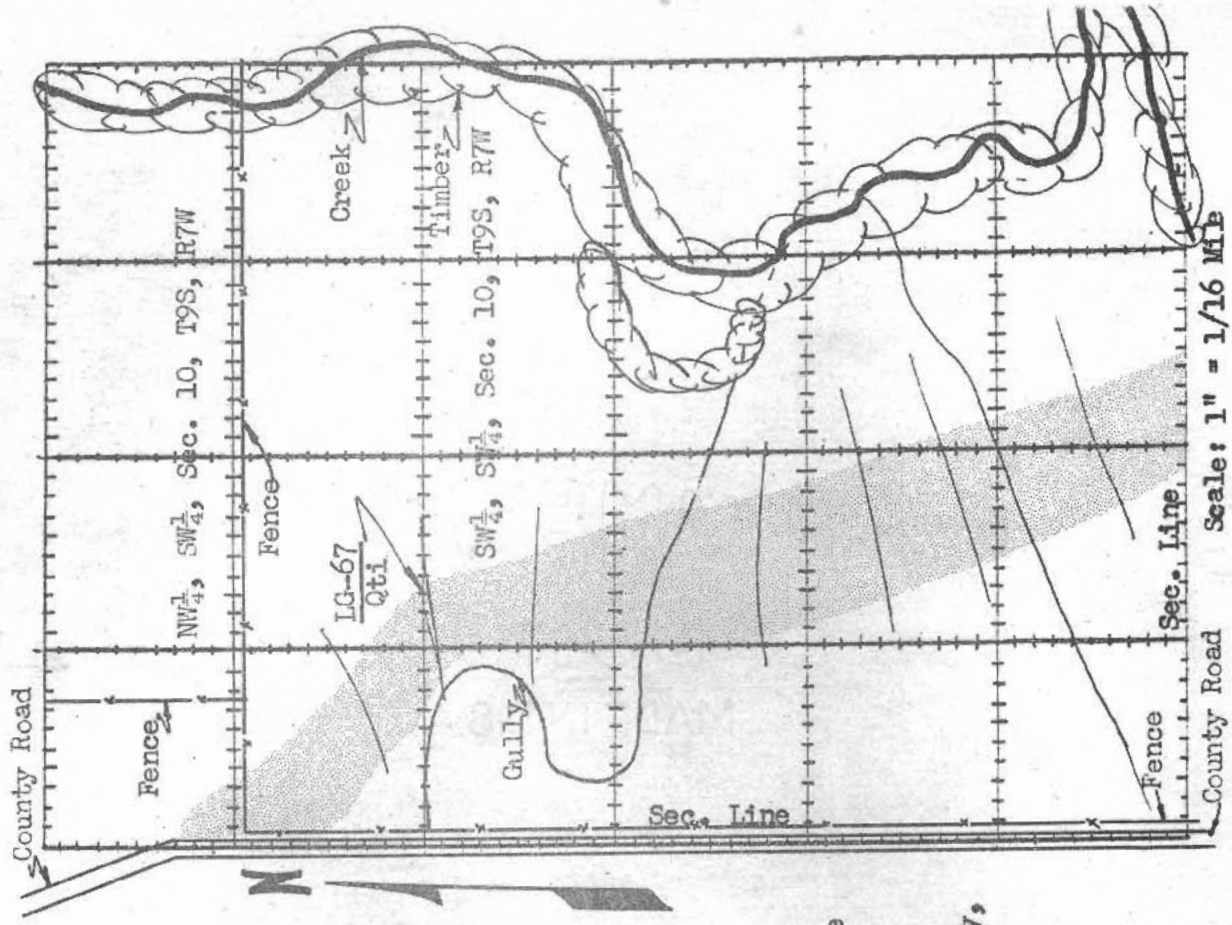 County Road
NW¼, SW¼, Sec. 10, T9S, R7W
Fence
Fence
Creek
Timber
LG-67
Qti
SW¼, SW¼, Sec. 10, T9S, R7W
Gully
Sec. Line
N
Sec. Line
Fence
County Road
Scale: 1" = 1/16 Mile